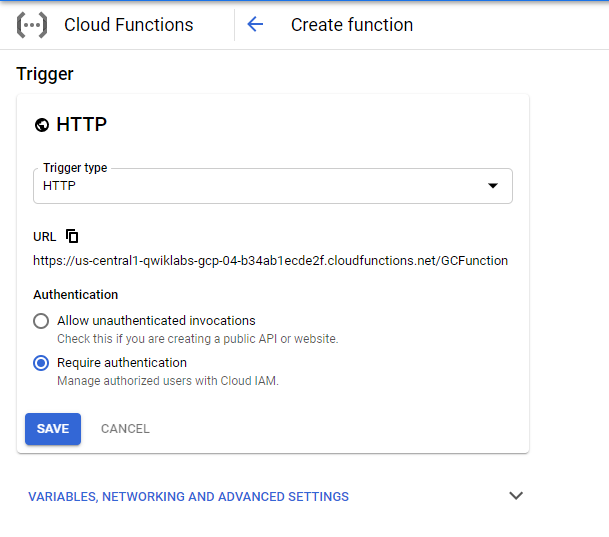 Cloud Functions
Create function
Trigger
HTTP
Trigger type
HTTP
URL
https://us-central1-qwiklabs-gcp-04-b34ab1ecde2f.cloudfunctions.net/GCFunction
Authentication
Allow unauthenticated invocations
Check this if you are creating a public API or website.
Require authentication
Manage authorized users with Cloud IAM.
SAVE CANCEL
VARIABLES, NETWORKING AND ADVANCED SETTINGS